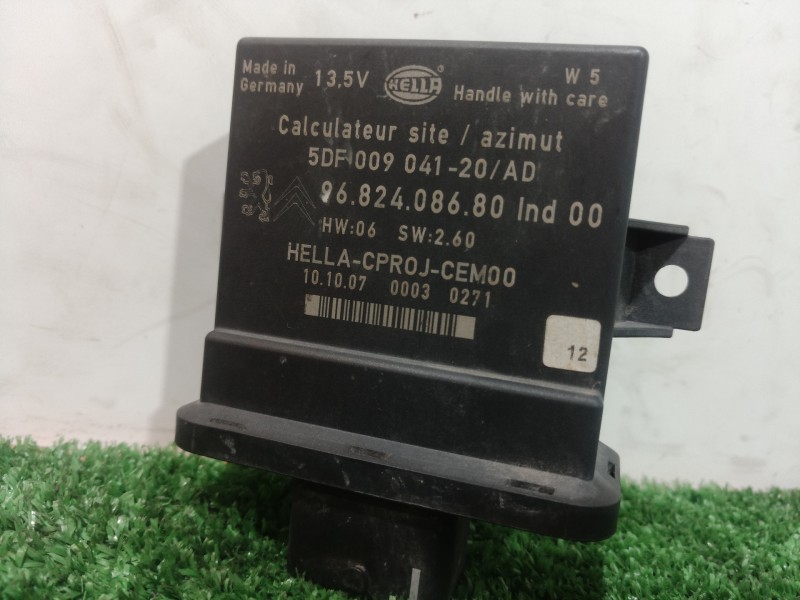 Made in
Germany
13,5V
HELLA
®
W 5
Handle with care
Calculateur site / azimut
5DF 009 041-20/AD
96.824.086.80 Ind 00
HW:06 SW:2.60
HELLA-CPROJ-CEM00
10.10.07 0003 0271
12